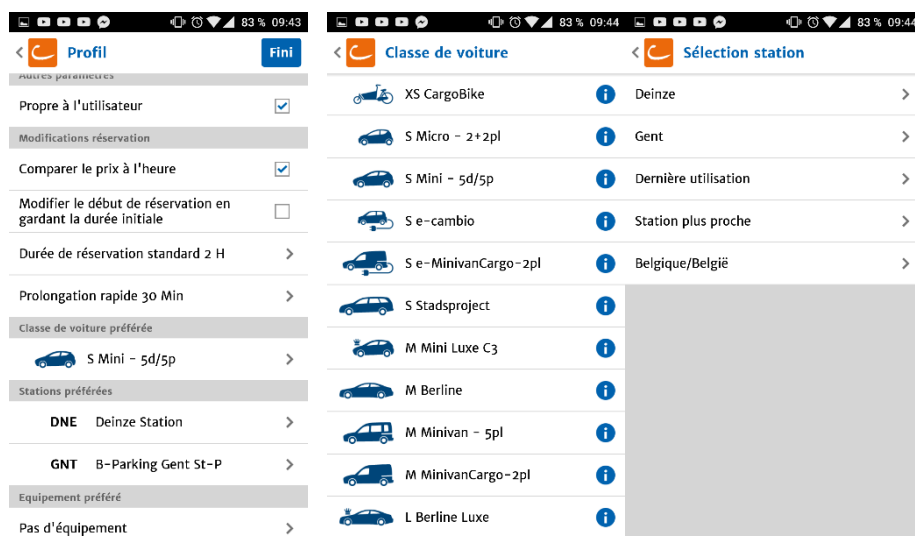 83 % 09:43
Profil
Fini
Autres paramètres
Propre à l'utilisateur
Modifications réservation
Comparer le prix à l'heure
Modifier le début de réservation en
gardant la durée initiale
Durée de réservation standard 2 H
Prolongation rapide 30 Min
Classe de voiture préférée
S Mini - 5d/5p
Stations préférées
DNE Deinze Station
GNT B-Parking Gent St-P
Equipement préféré
Pas d'équipement
83 % 09:44
Classe de voiture
XS CargoBike
S Micro - 2+2pl
S Mini - 5d/5p
S e-cambio
S e-MinivanCargo-2pl
S Stadsproject
M Mini Luxe C3
M Berline
M Minivan - 5pl
M MinivanCargo-2pl
L Berline Luxe
83 % 09:44
Sélection station
Deinze
Gent
Dernière utilisation
Station plus proche
Belgique/België